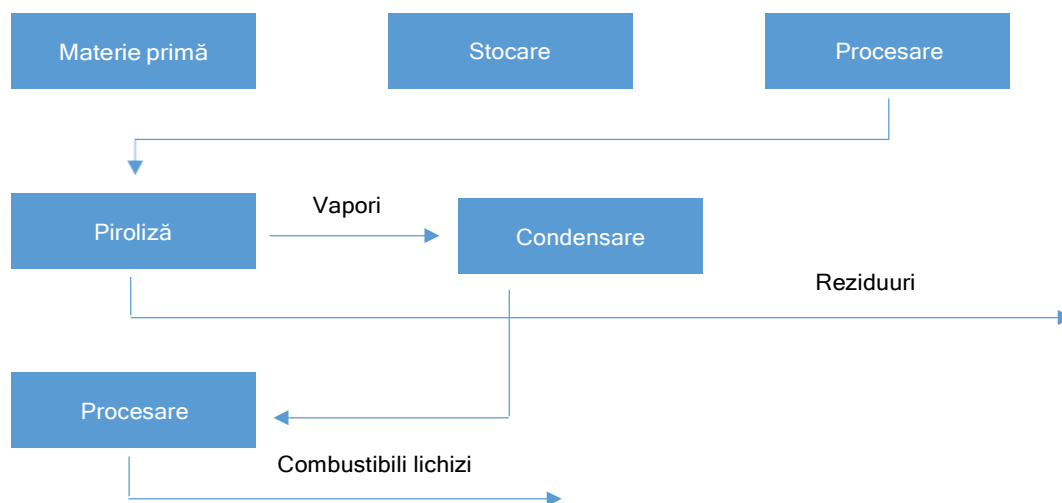 Materie primă
Stocare
Procesare
Piroliză
Vapori
Condensare
Reziduuri
Procesare
Combustibili lichizi